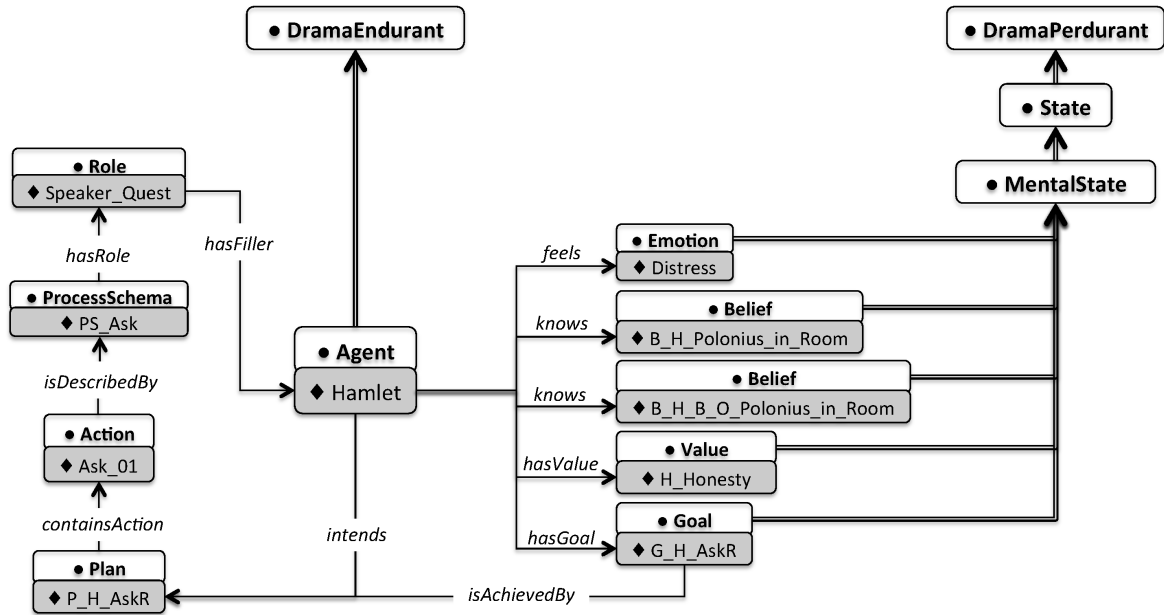 ● DramaEndurant
● DramaPerdurant
● State
● MentalState
● Role
♦ Speaker_Quest
hasRole
hasFiller
● ProcessSchema
♦ PS_Ask
isDescribedBy
● Action
♦ Ask_01
containsAction
● Plan
♦ P_H_AskR
● Agent
♦ Hamlet
intends
feels
● Emotion
♦ Distress
knows
● Belief
♦ B_H_Polonius_in_Room
knows
● Belief
♦ B_H_B_O_Polonius_in_Room
hasValue
● Value
♦ H_Honesty
hasGoal
● Goal
♦ G_H_AskR
isAchievedBy